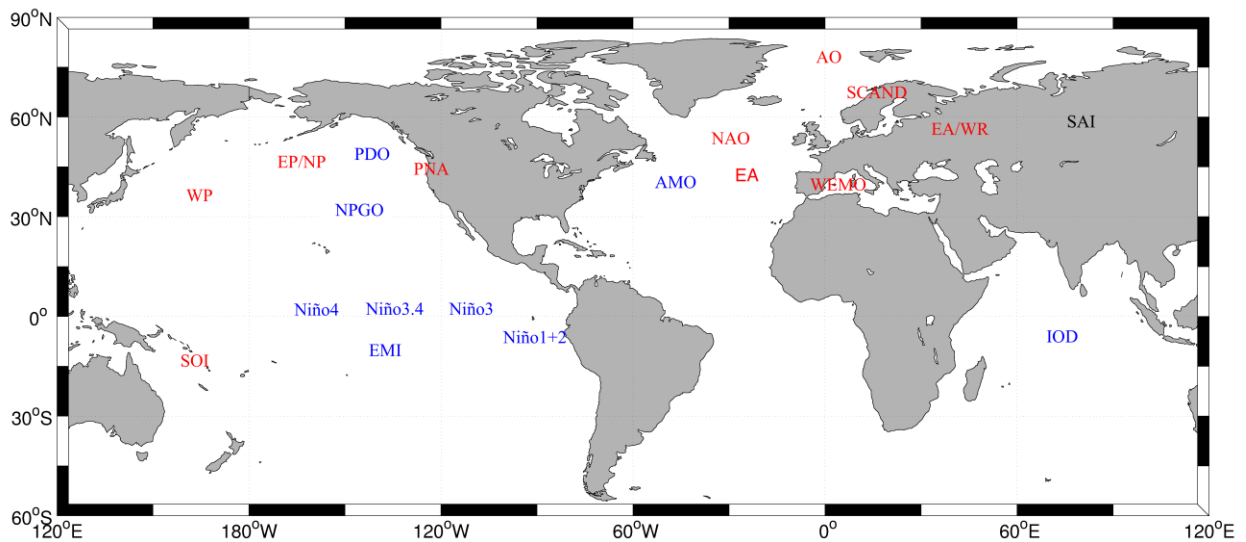 90°N
AO
SCAND
60°N
SAI
EA/WR
NAO
PDO
EP/NP
PNA
EA
AMO
WEMO
WP
30°N
NPGO
Niño4
Niño3.4
Niño3
0°
Niño1+2
IOD
EMI
SOI
30°S
60°S
120°E
180°W
120°W
60°W
0°
60°E
120°E